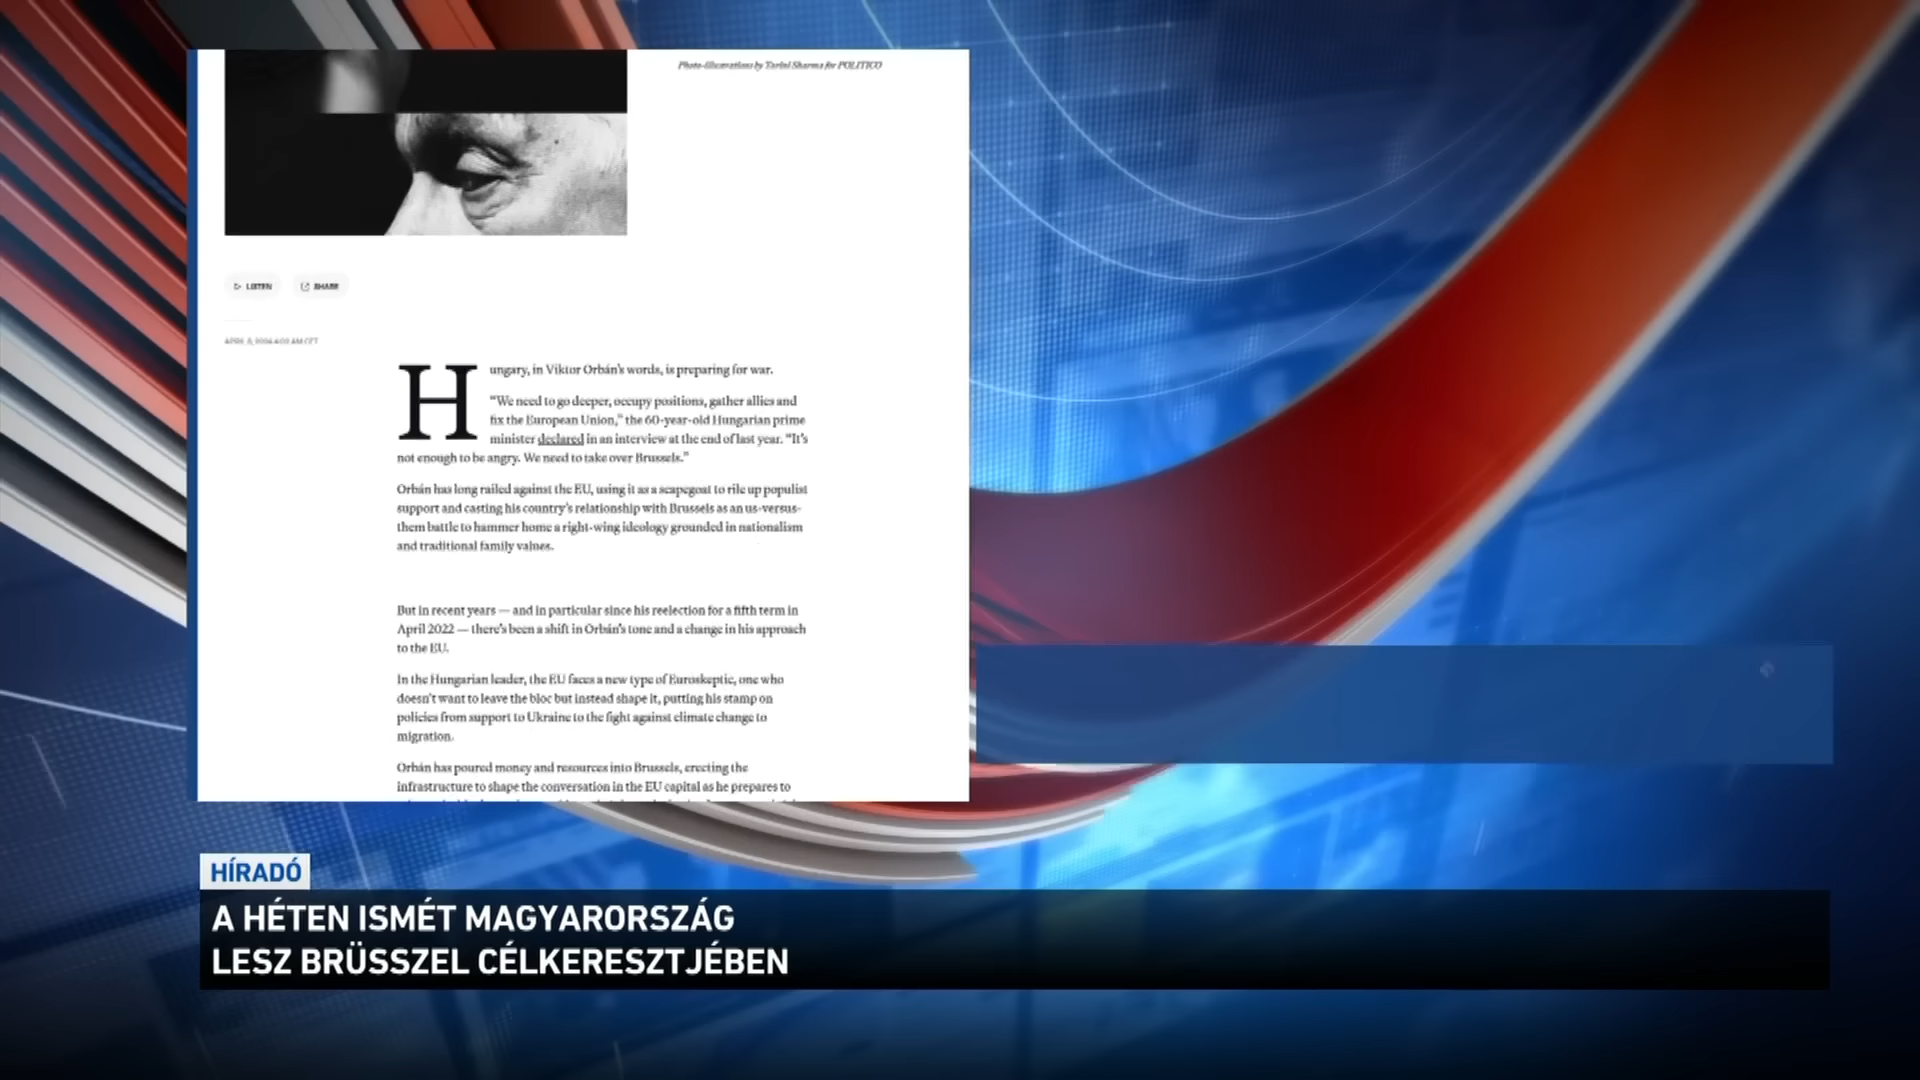 Photo-illustrations by Tarini Sharma for POLITICO
LISTEN
SHARE
Hungary, in Viktor Orbán's words, is preparing for war.
“We need to go deeper, occupy positions, gather allies and
fix the European Union,” the 60-year-old Hungarian prime
minister declared in an interview at the end of last year. “It's
not enough to be angry. We need to take over Brussels.”
Orbán has long railed against the EU, using it as a scapegoat to rile up populist
support and casting his country's relationship with Brussels as an us-versus-
them battle to hammer home a right-wing ideology grounded in nationalism
and traditional family values.
But in recent years — and in particular since his reelection for a fifth term in
April 2022 — there's been a shift in Orbán's tone and a change in his approach
to the EU.
In the Hungarian leader, the EU faces a new type of Euroskeptic, one who
doesn't want to leave the bloc but instead shape it, putting his stamp on
policies from support to Ukraine to the fight against climate change to
migration.
Orbán has poured money and resources into Brussels, erecting the
infrastructure to shape the conversation in the EU capital as he prepares to
HÍRADÓ
A HÉTEN ISMÉT MAGYARORSZÁG
LESZ BRÜSSZEL CÉLKERESZTJÉBEN